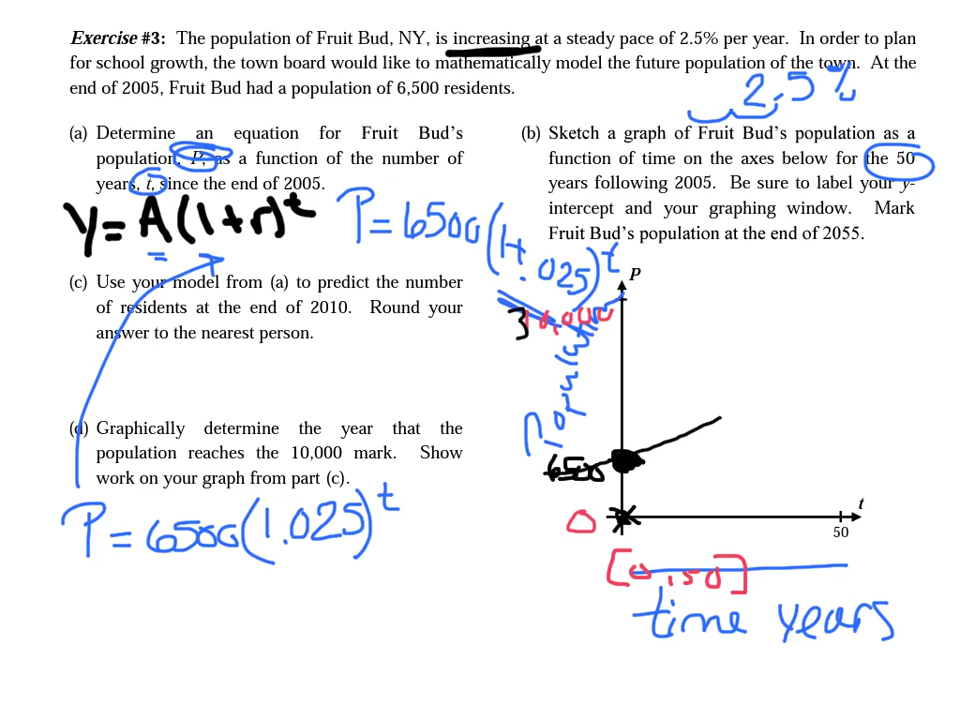 Exercise #3: The population of Fruit Bud, NY, is increasing at a steady pace of 2.5% per year. In order to plan
for school growth, the town board would like to mathematically model the future population of the town. At the
end of 2005, Fruit Bud had a population of 6,500 residents.
2.5%
(a) Determine an equation for Fruit Bud's
population, P, as a function of the number of
years, t, since the end of 2005.
y = A(1+r)^t
P = 6500(1+.025)^t
(c) Use your model from (a) to predict the number
of residents at the end of 2010. Round your
answer to the nearest person.
(d) Graphically determine the year that the
population reaches the 10,000 mark. Show
work on your graph from part (c).
P = 6500(1.025)^t
(b) Sketch a graph of Fruit Bud's population as a
function of time on the axes below for the 50
years following 2005. Be sure to label your y-
intercept and your graphing window. Mark
Fruit Bud's population at the end of 2055.
P
Population
6500
0
t
50
[0,50]
time years